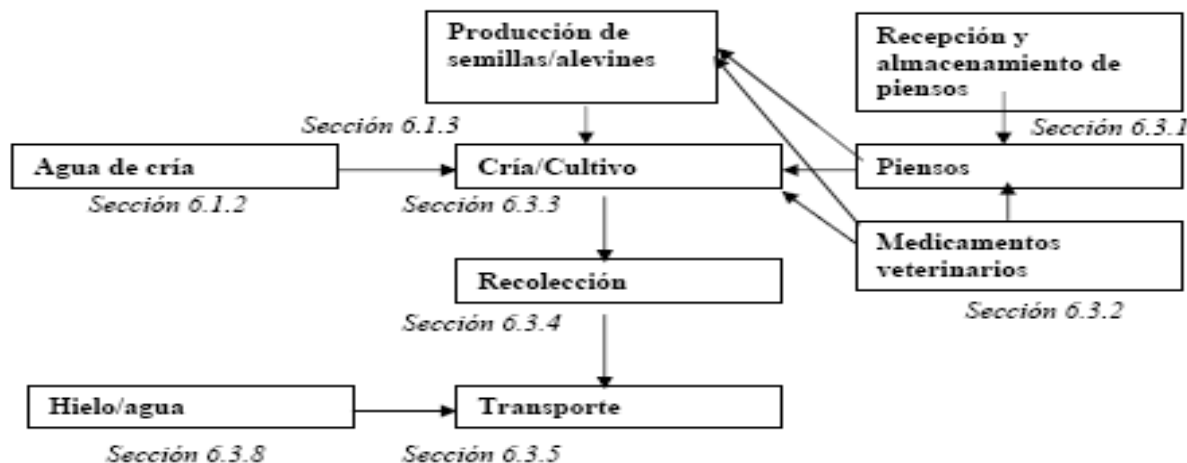 Producción de
semillas/alevines
Recepción y
almacenamiento de
piensos
Sección 6.1.3
Sección 6.3.1
Agua de cría
Cría/Cultivo
Piensos
Sección 6.1.2
Sección 6.3.3
Medicamentos
veterinarios
Recolección
Sección 6.3.2
Sección 6.3.4
Hielo/agua
Transporte
Sección 6.3.8
Sección 6.3.5